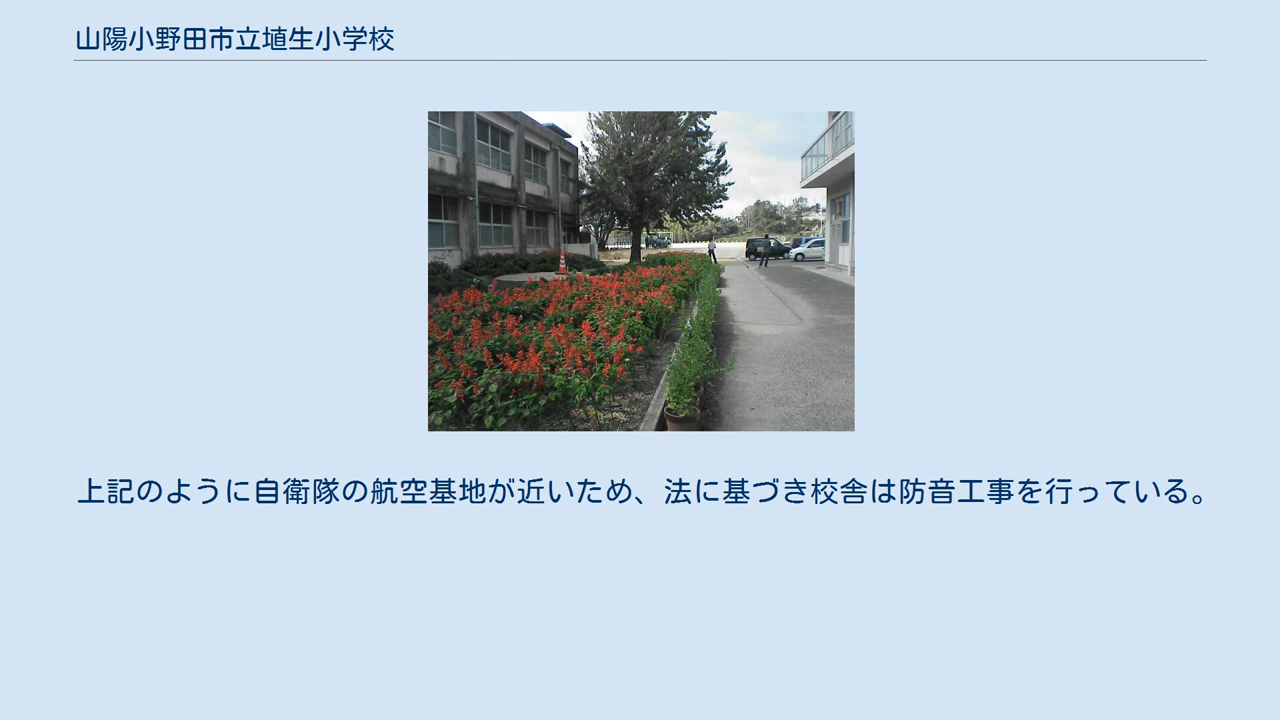 山陽小野田市立埴生小学校
上記のように自衛隊の航空基地が近いため、法に基づき校舎は防音工事を行っている。